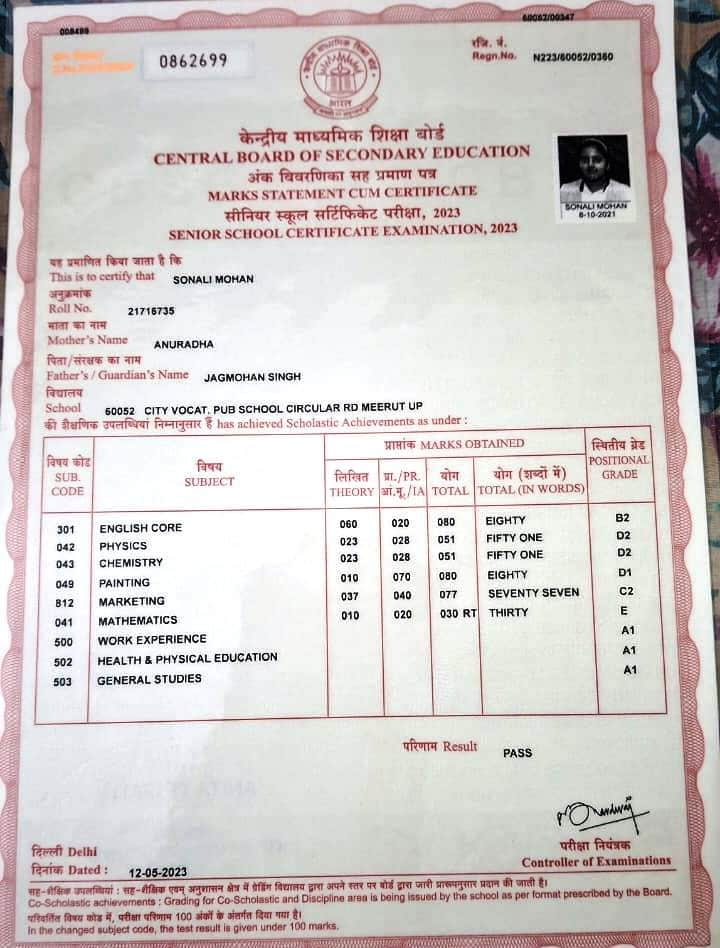 008499
60052/00347
0862699
रजि. नं.
Regn.No. N223/60052/0360
भारत
केन्द्रीय माध्यमिक शिक्षा बोर्ड
CENTRAL BOARD OF SECONDARY EDUCATION
अंक विवरणिका सह प्रमाण पत्र
MARKS STATEMENT CUM CERTIFICATE
सीनियर स्कूल सर्टिफिकेट परीक्षा, 2023
SENIOR SCHOOL CERTIFICATE EXAMINATION, 2023
SONALI MOHAN
8-10-2021
यह प्रमाणित किया जाता है कि
This is to certify that SONALI MOHAN
अनुक्रमांक
Roll No. 21716735
माता का नाम
Mother's Name ANURADHA
पिता/संरक्षक का नाम
Father's / Guardian's Name JAGMOHAN SINGH
विद्यालय
School 60052 CITY VOCAT. PUB SCHOOL CIRCULAR RD MEERUT UP
की शैक्षणिक उपलब्धियां निम्नानुसार हैं has achieved Scholastic Achievements as under :
विषय कोड SUB. CODE
विषय SUBJECT
प्राप्तांक MARKS OBTAINED
लिखित THEORY
प्रा./PR. आं.मू./IA
योग TOTAL
योग (शब्दों में) TOTAL (IN WORDS)
स्थितीय ग्रेड POSITIONAL GRADE
301 ENGLISH CORE 060 020 080 EIGHTY B2
042 PHYSICS 023 028 051 FIFTY ONE D2
043 CHEMISTRY 023 028 051 FIFTY ONE D2
049 PAINTING 010 070 080 EIGHTY D1
812 MARKETING 037 040 077 SEVENTY SEVEN C2
041 MATHEMATICS 010 020 030 RT THIRTY E
500 WORK EXPERIENCE A1
502 HEALTH & PHYSICAL EDUCATION A1
503 GENERAL STUDIES A1
परिणाम Result PASS
दिल्ली Delhi
दिनांक Dated : 12-05-2023
परीक्षा नियंत्रक
Controller of Examinations
सह-शैक्षिक उपलब्धियां : सह-शैक्षिक एवम् अनुशासन क्षेत्र में ग्रेडिंग विद्यालय द्वारा अपने स्तर पर बोर्ड द्वारा जारी प्रारूपनुसार प्रदान की जाती है।
Co-Scholastic achievements : Grading for Co-Scholastic and Discipline area is being issued by the school as per format prescribed by the Board.
परिवर्तित विषय कोड में, परीक्षा परिणाम 100 अंकों के अंतर्गत दिया गया है।
In the changed subject code, the test result is given under 100 marks.